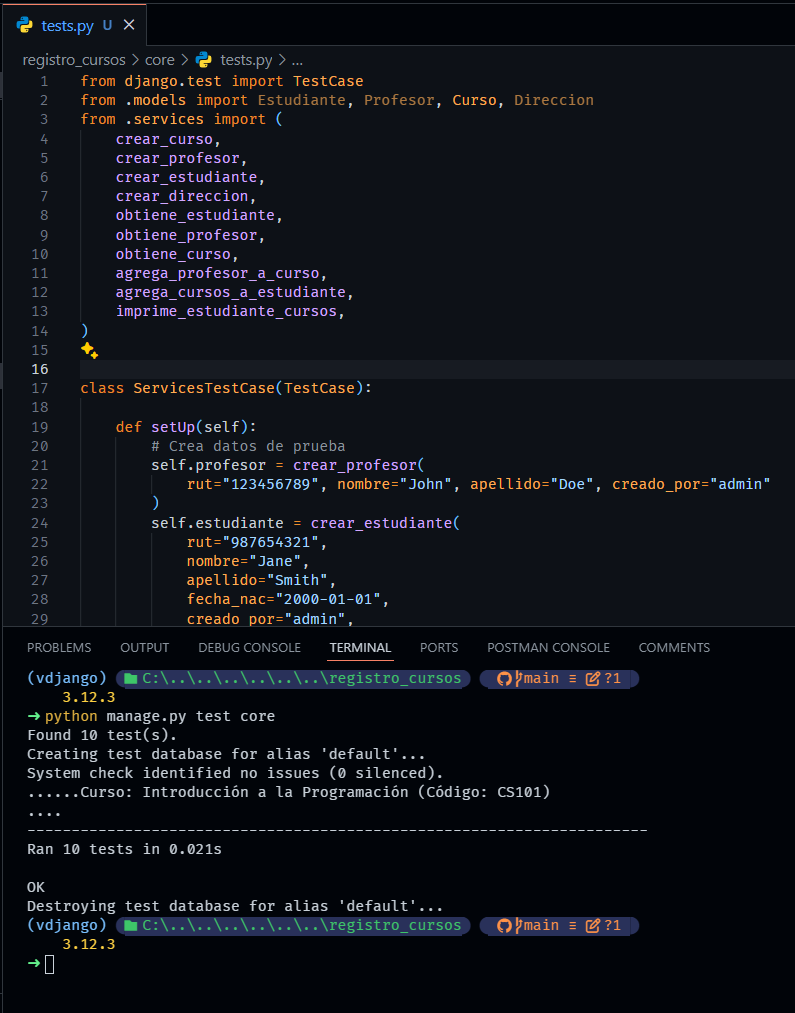 tests.py U
registro_cursos > core > tests.py > ...
1 from django.test import TestCase
2 from .models import Estudiante, Profesor, Curso, Direccion
3 from .services import (
4     crear_curso,
5     crear_profesor,
6     crear_estudiante,
7     crear_direccion,
8     obtiene_estudiante,
9     obtiene_profesor,
10     obtiene_curso,
11     agrega_profesor_a_curso,
12     agrega_cursos_a_estudiante,
13     imprime_estudiante_cursos,
14 )
15
16
17 class ServicesTestCase(TestCase):
18
19     def setUp(self):
20         # Crea datos de prueba
21         self.profesor = crear_profesor(
22             rut="123456789", nombre="John", apellido="Doe", creado_por="admin"
23         )
24         self.estudiante = crear_estudiante(
25             rut="987654321",
26             nombre="Jane",
27             apellido="Smith",
28             fecha_nac="2000-01-01",
29             creado_por="admin",
PROBLEMS OUTPUT DEBUG CONSOLE TERMINAL PORTS POSTMAN CONSOLE COMMENTS
(vdjango) C:\..\..\..\..\..\..\registro_cursos main ≡ ?1
3.12.3
➜ python manage.py test core
Found 10 test(s).
Creating test database for alias 'default'...
System check identified no issues (0 silenced).
......Curso: Introducción a la Programación (Código: CS101)
....
----------------------------------------------------------------------
Ran 10 tests in 0.021s
OK
Destroying test database for alias 'default'...
(vdjango) C:\..\..\..\..\..\..\registro_cursos main ≡ ?1
3.12.3
➜